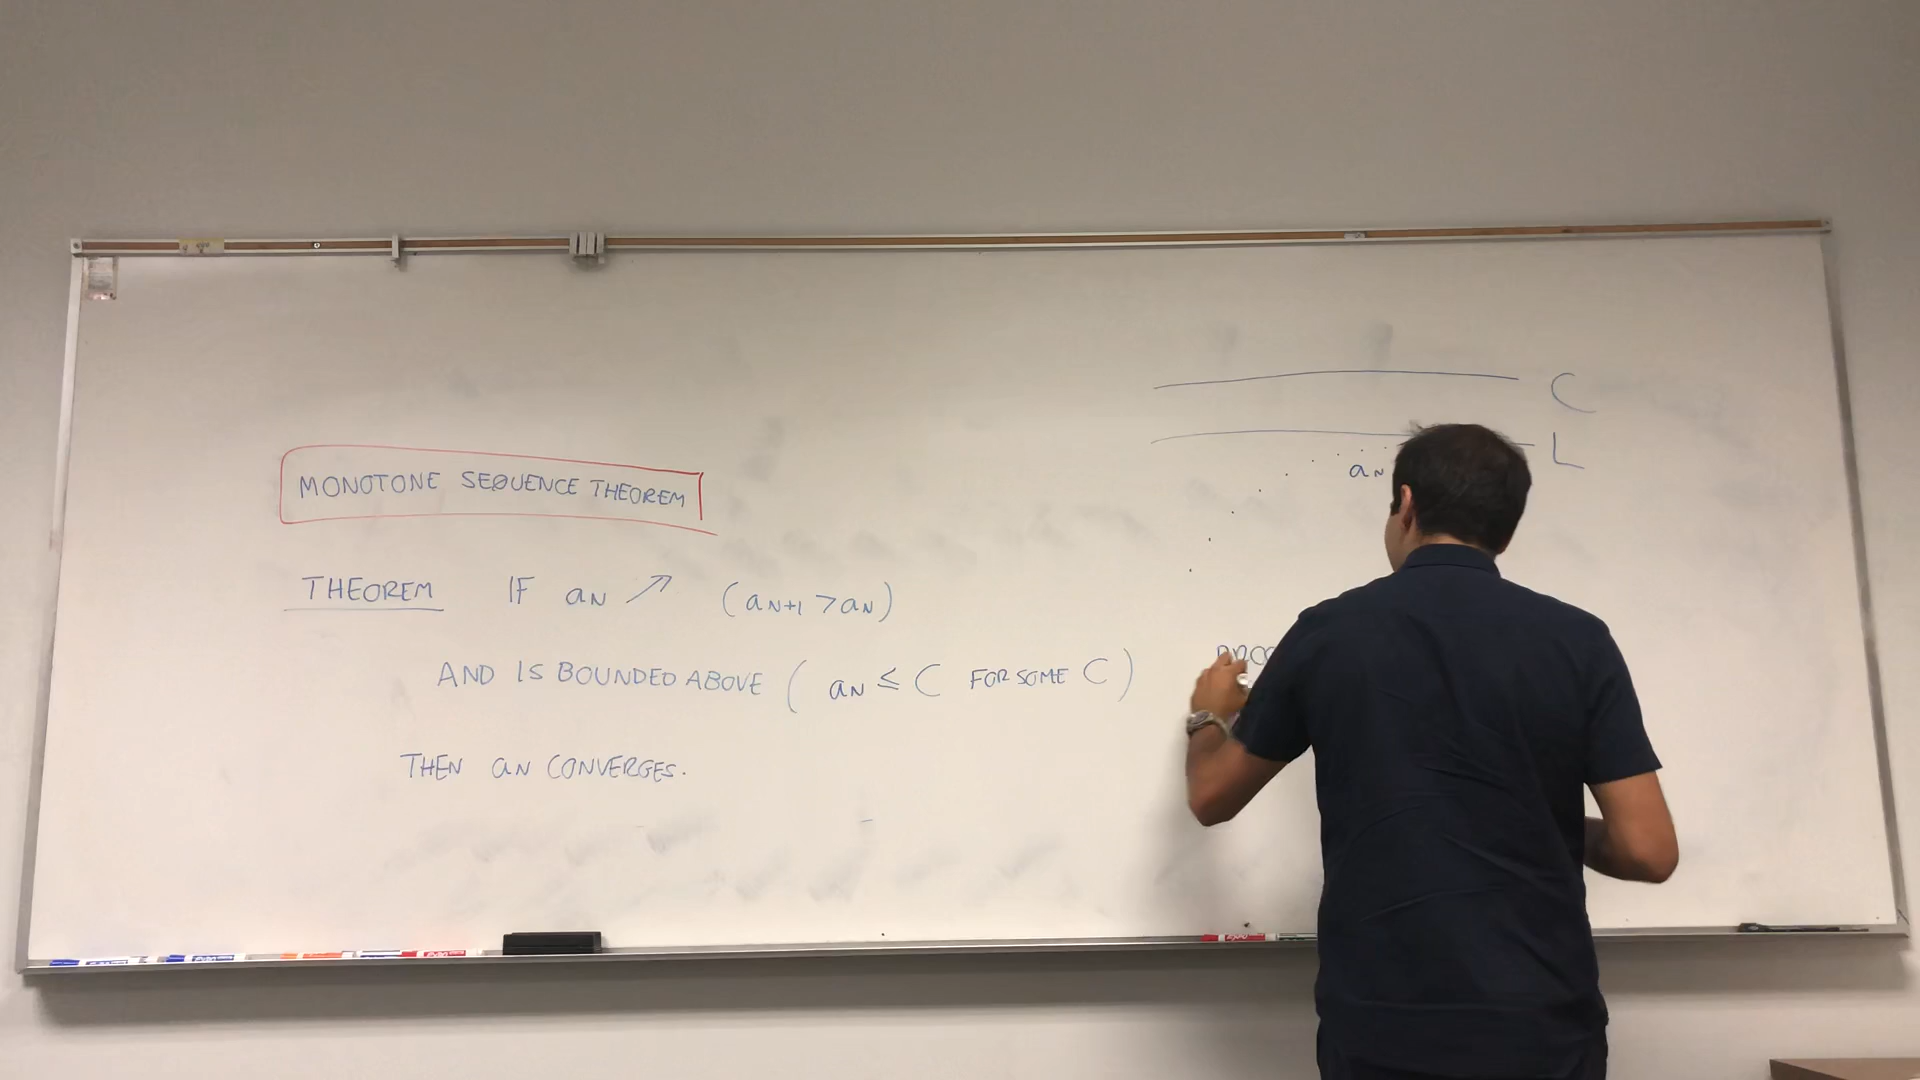 MONOTONE SEQUENCE THEOREM
THEOREM IF aN ↗ (aN+1 > aN)
AND IS BOUNDED ABOVE ( aN ≤ C FOR SOME C )
THEN aN CONVERGES.
C
L
aN